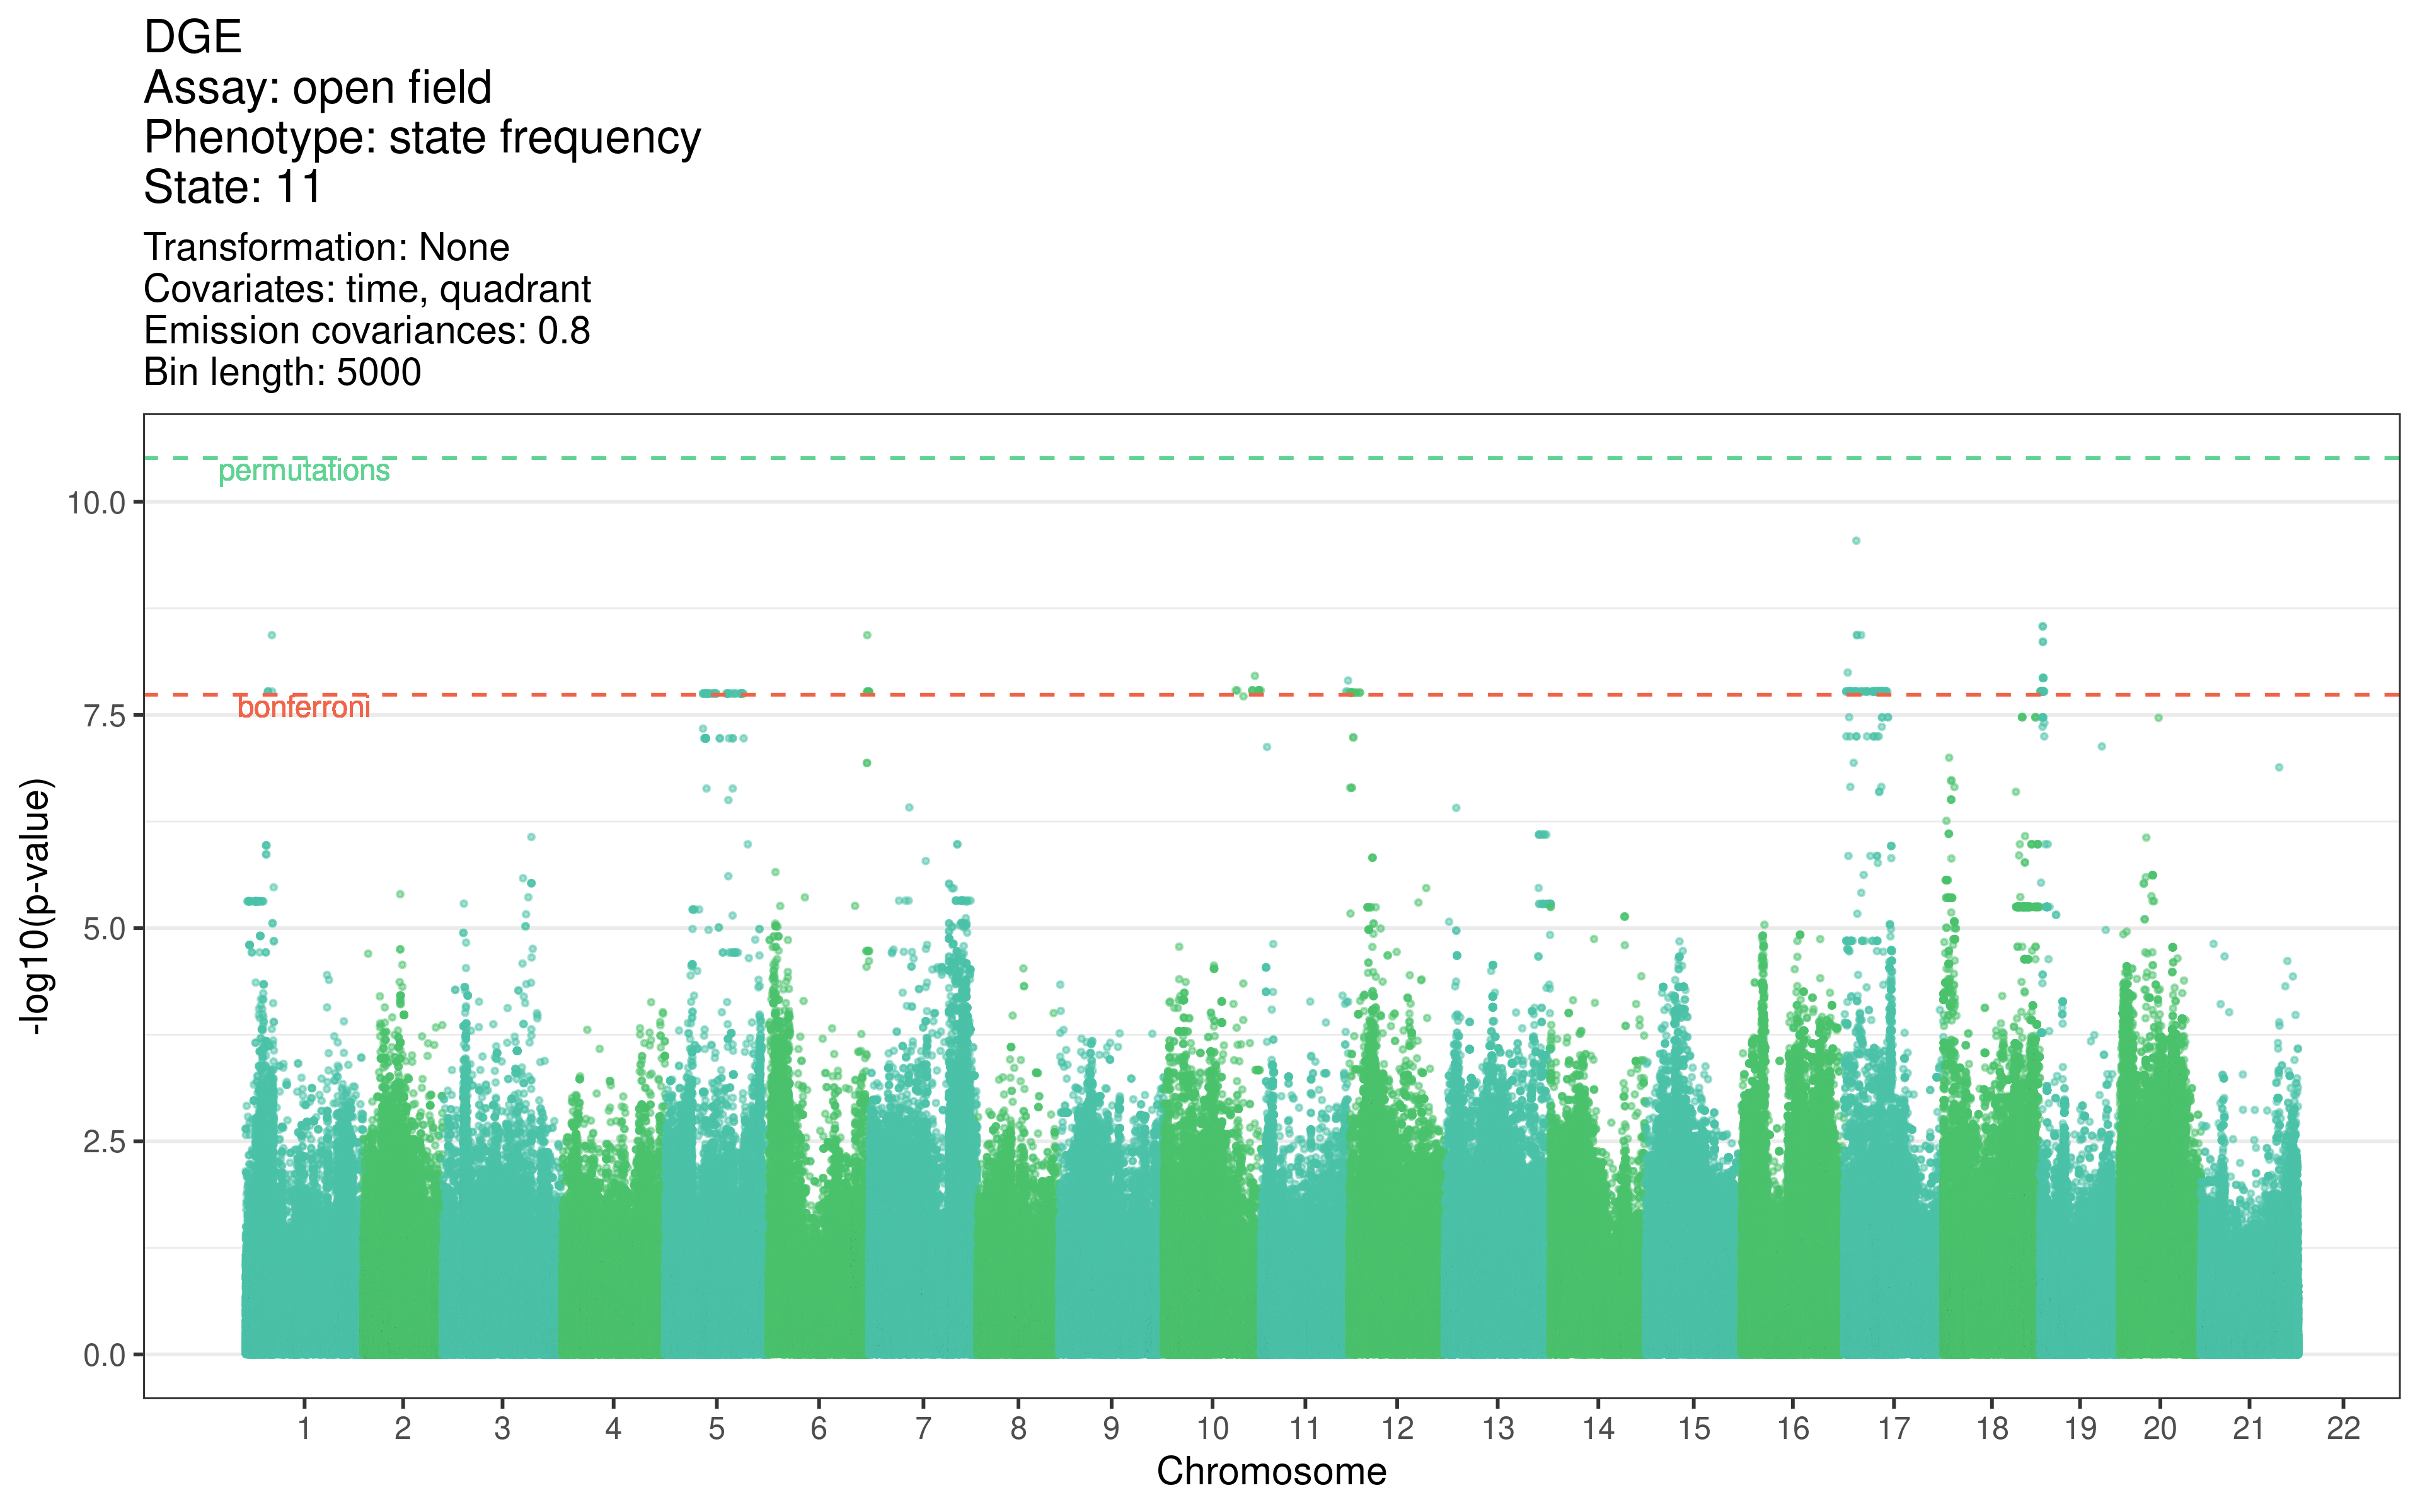 DGE
Assay: open field
Phenotype: state frequency
State: 11
Transformation: None
Covariates: time, quadrant
Emission covariances: 0.8
Bin length: 5000
permutations
10.0
bonferroni
7.5
5.0
2.5
0.0
-log10(p-value)
1 2 3 4 5 6 7 8 9 10 11 12 13 14 15 16 17 18 19 20 21 22
Chromosome